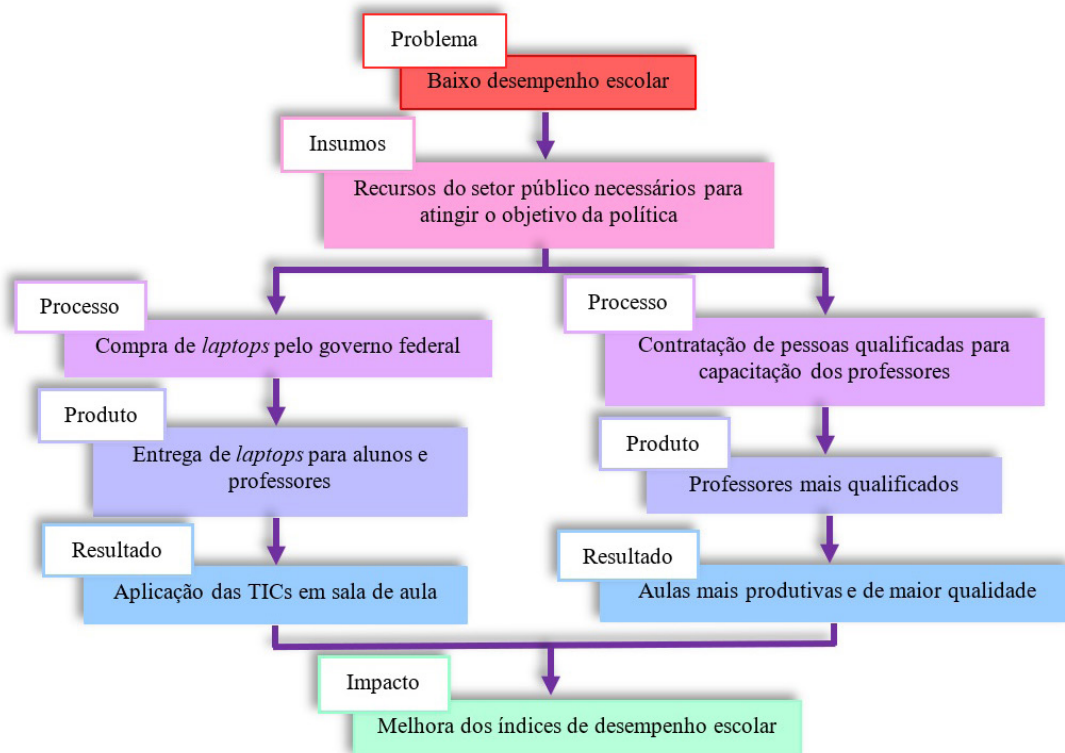 Problema
Baixo desempenho escolar
Insumos
Recursos do setor público necessários para
atingir o objetivo da política
Processo
Compra de laptops pelo governo federal
Processo
Contratação de pessoas qualificadas para
capacitação dos professores
Produto
Entrega de laptops para alunos e
professores
Produto
Professores mais qualificados
Resultado
Aplicação das TICs em sala de aula
Resultado
Aulas mais produtivas e de maior qualidade
Impacto
Melhora dos índices de desempenho escolar